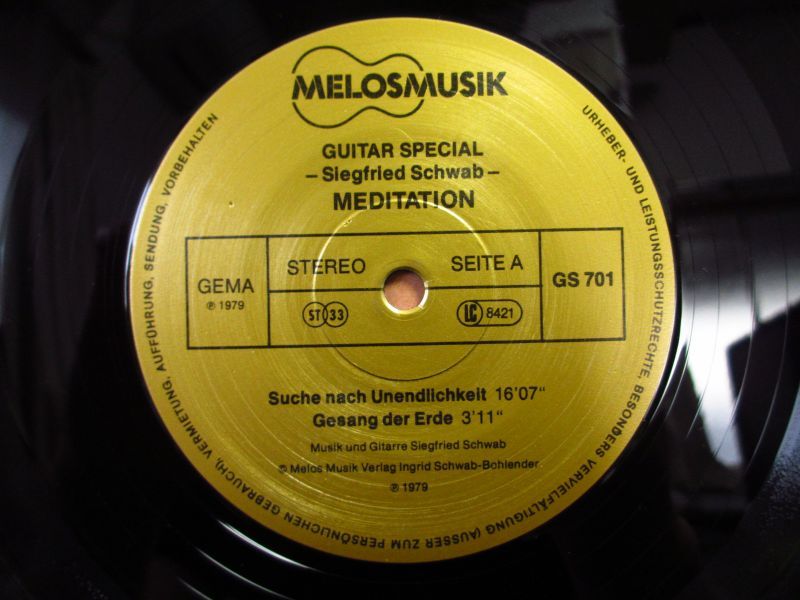 MELOSMUSIK
GUITAR SPECIAL
– Siegfried Schwab –
MEDITATION
GEMA
℗ 1979
STEREO
SEITE A
GS 701
ST 33
LC 8421
Suche nach Unendlichkeit 16'07"
Gesang der Erde 3'11"
Musik und Gitarre Siegfried Schwab
© Melos Musik Verlag Ingrid Schwab-Bohlender
℗ 1979
URHEBER- UND LEISTUNGSSCHUTZRECHTE, BESONDERS VERVIELFÄLTIGUNG (AUSSER ZUM PERSÖNLICHEN GEBRAUCH), VERMIETUNG, AUFFÜHRUNG, SENDUNG, VORBEHALTEN